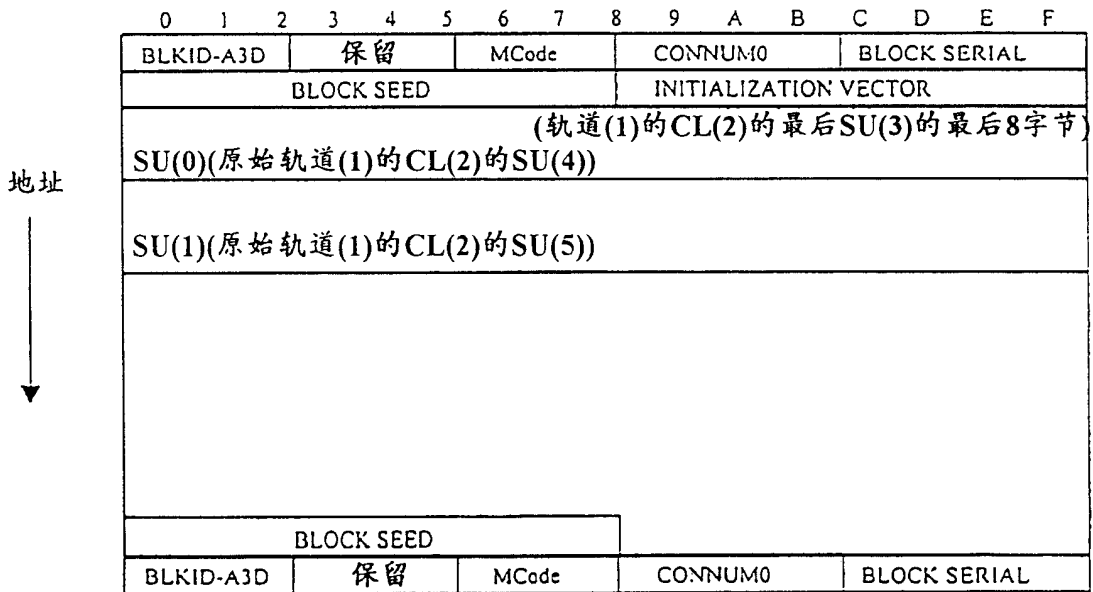 0 1 2 3 4 5 6 7 8 9 A B C D E F
BLKID-A3D 保留 MCode CONNUM0 BLOCK SERIAL
BLOCK SEED INITIALIZATION VECTOR
(轨道(1)的CL(2)的最后SU(3)的最后8字节)
SU(0)(原始轨道(1)的CL(2)的SU(4))
地址
SU(1)(原始轨道(1)的CL(2)的SU(5))
BLOCK SEED
BLKID-A3D 保留 MCode CONNUM0 BLOCK SERIAL